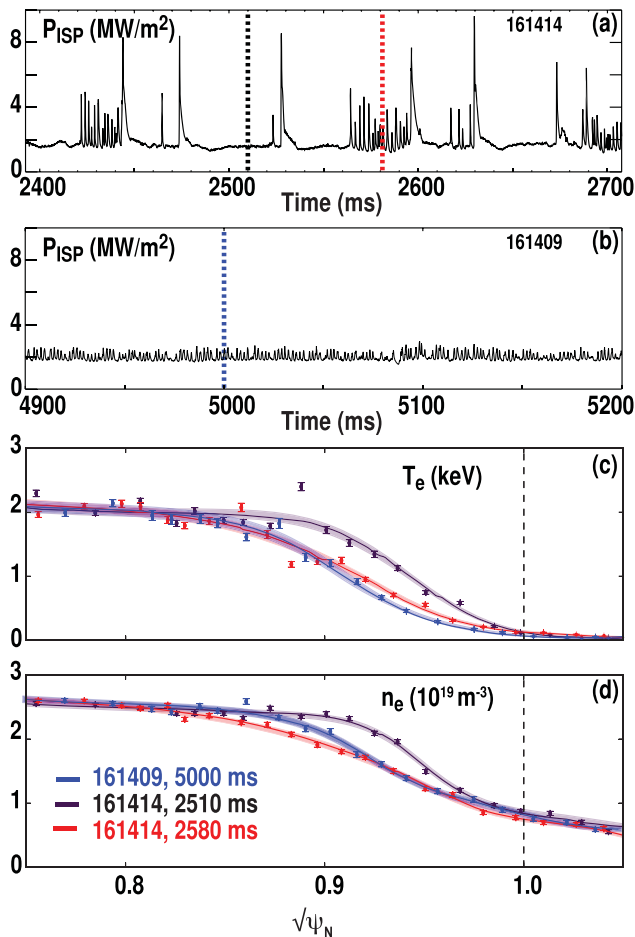 P_ISP (MW/m²) 161414 (a)
8
4
0
2400 2500 2600 2700
Time (ms)
P_ISP (MW/m²) 161409 (b)
8
4
0
4900 5000 5100 5200
Time (ms)
3 (c)
T_e (keV)
2
1
0
3 (d)
n_e (10¹⁹ m⁻³)
2
161409, 5000 ms
1
161414, 2510 ms
161414, 2580 ms
0
0.8 0.9 1.0
√ψ_N